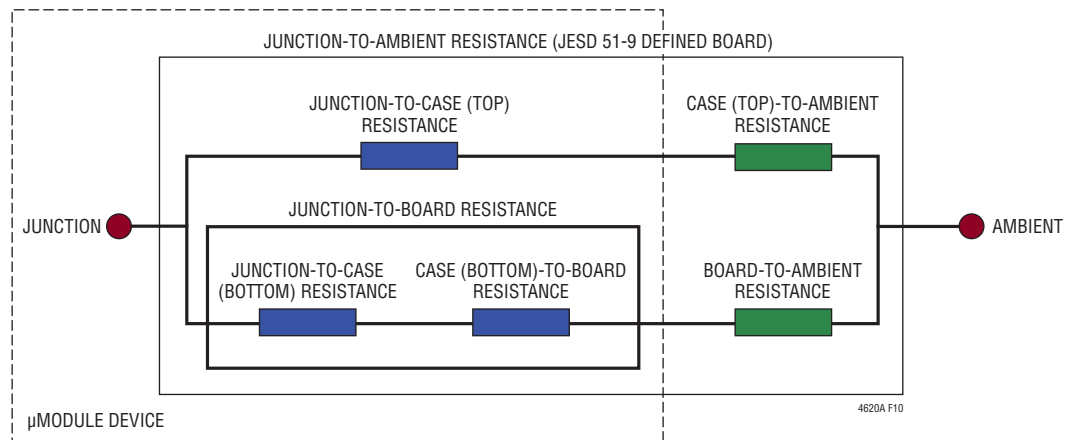 JUNCTION-TO-AMBIENT RESISTANCE (JESD 51-9 DEFINED BOARD)
JUNCTION-TO-CASE (TOP)
RESISTANCE
CASE (TOP)-TO-AMBIENT
RESISTANCE
JUNCTION-TO-BOARD RESISTANCE
JUNCTION
AMBIENT
JUNCTION-TO-CASE
(BOTTOM) RESISTANCE
CASE (BOTTOM)-TO-BOARD
RESISTANCE
BOARD-TO-AMBIENT
RESISTANCE
4620A F10
µMODULE DEVICE